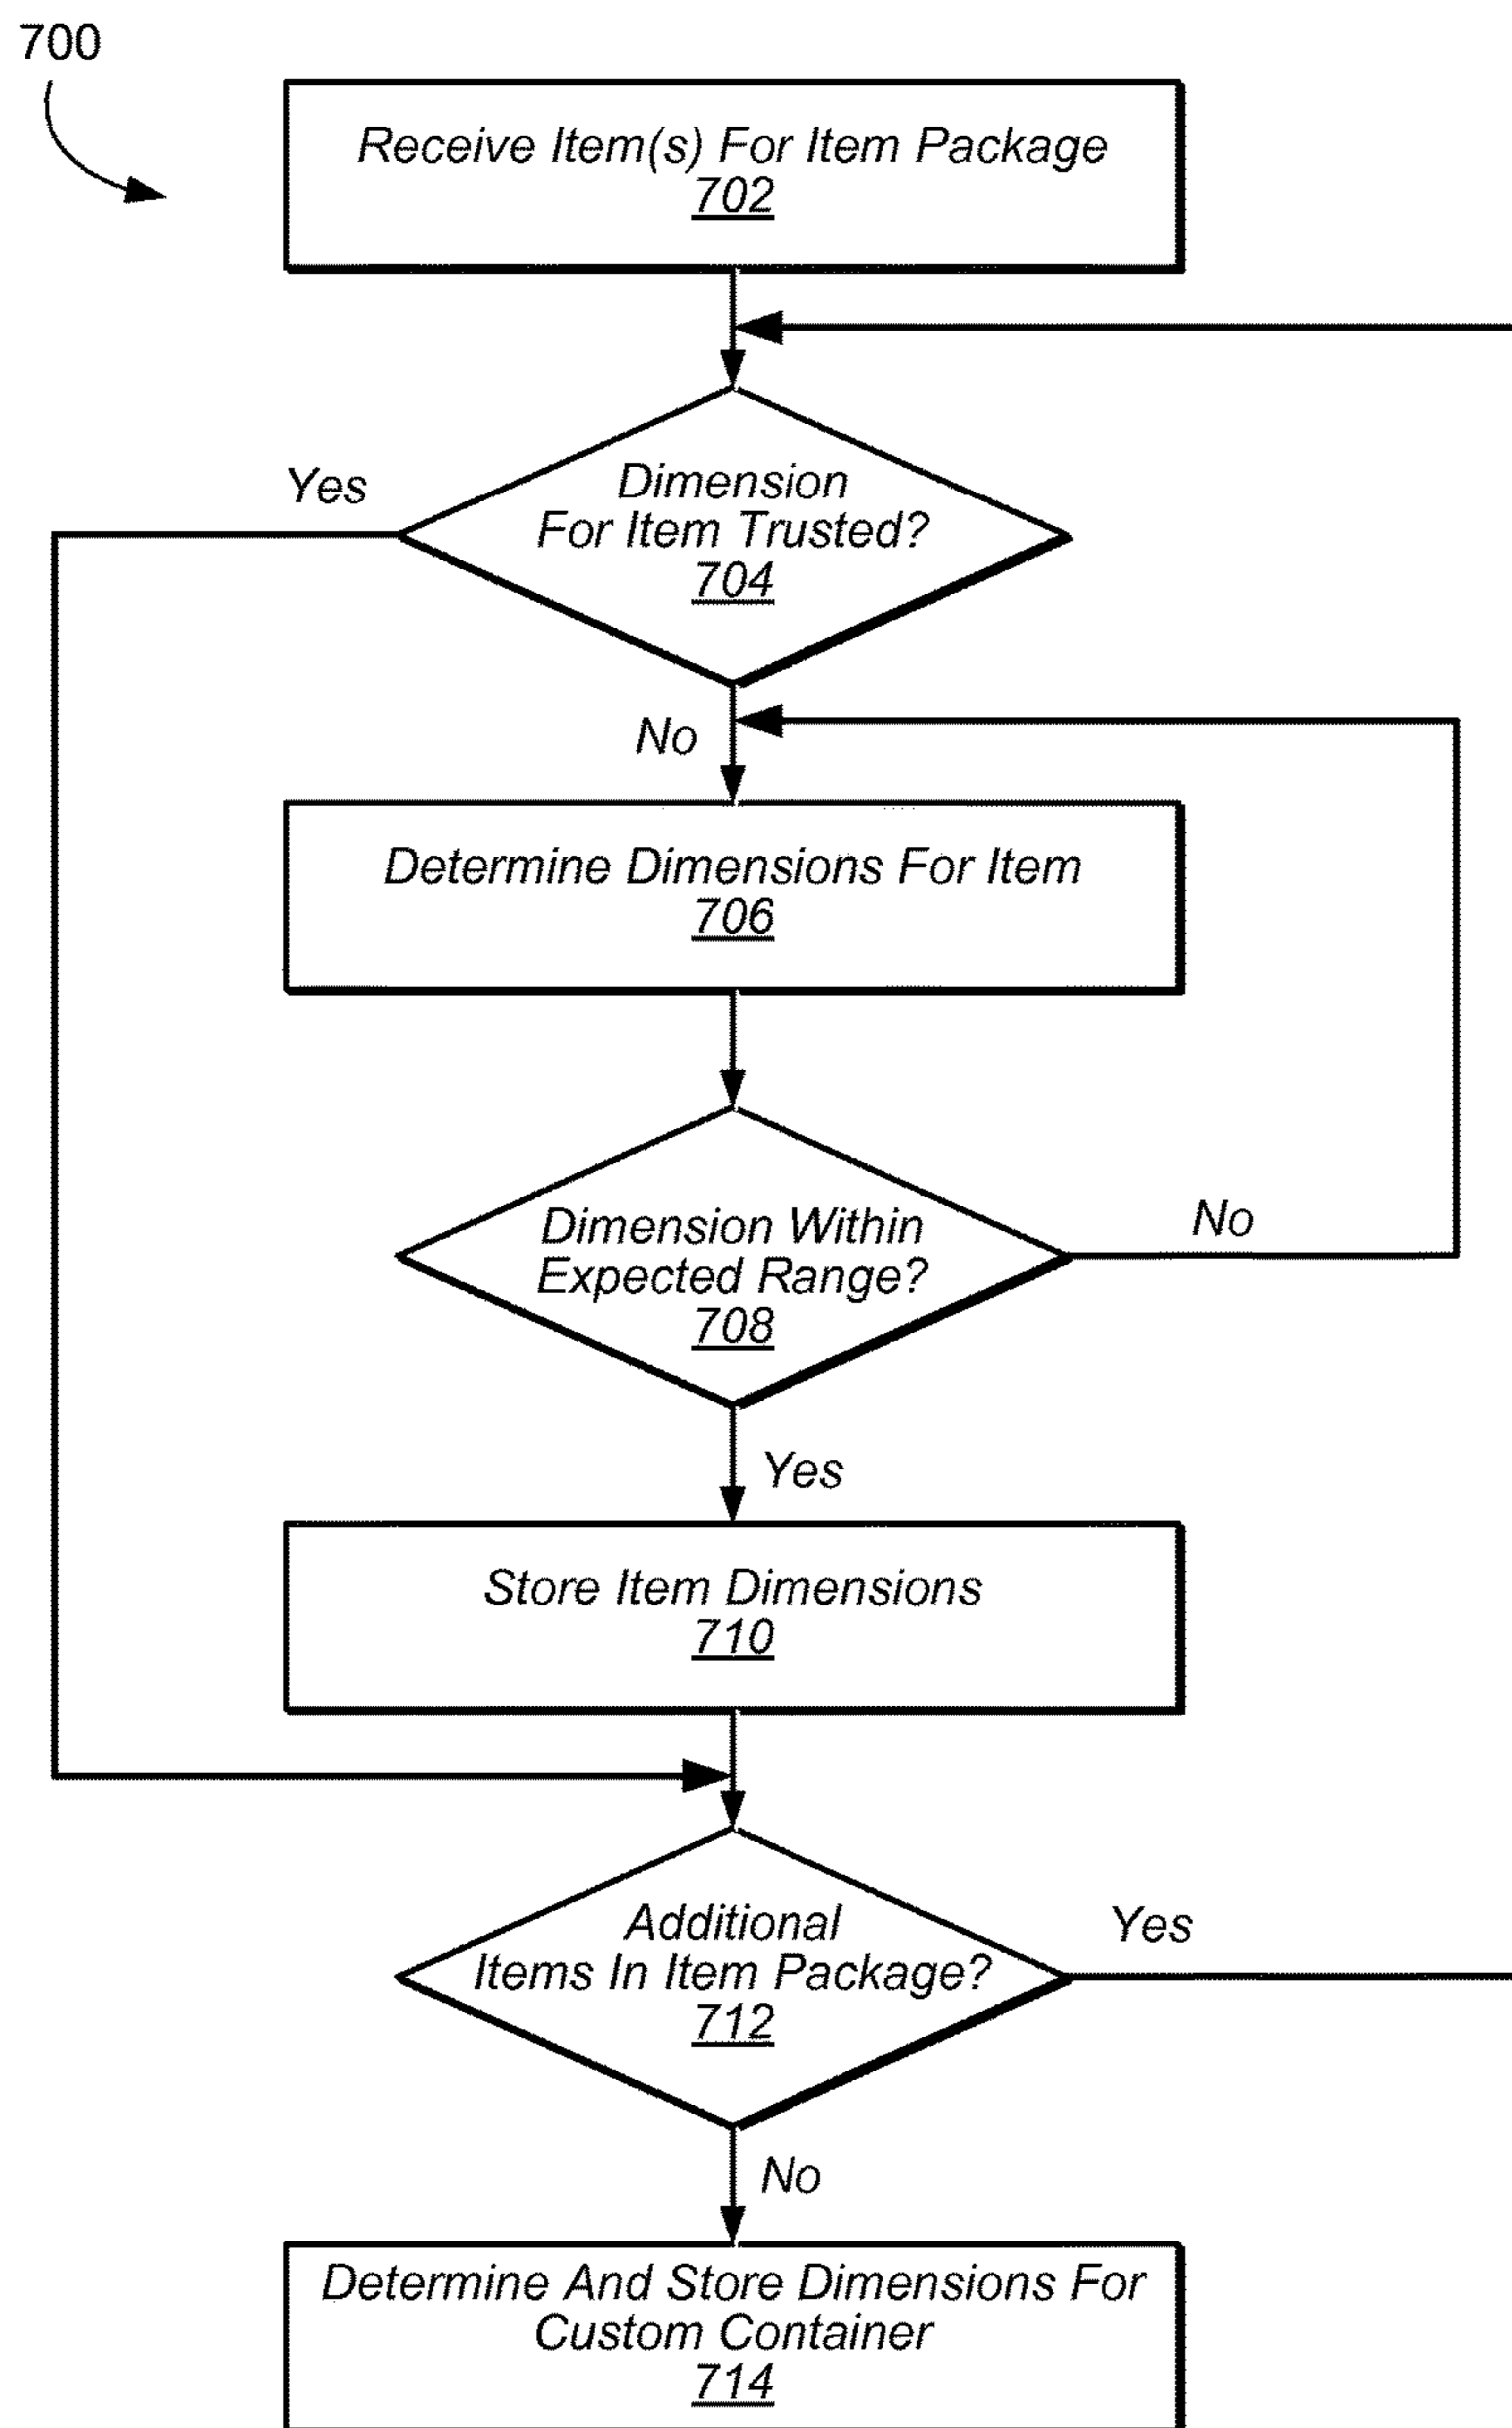 700
Receive Item(s) For Item Package
702
Yes
Dimension
For Item Trusted?
704
No
Determine Dimensions For Item
706
Dimension Within
Expected Range?
708
No
Yes
Store Item Dimensions
710
Additional
Items In Item Package?
712
Yes
No
Determine And Store Dimensions For
Custom Container
714